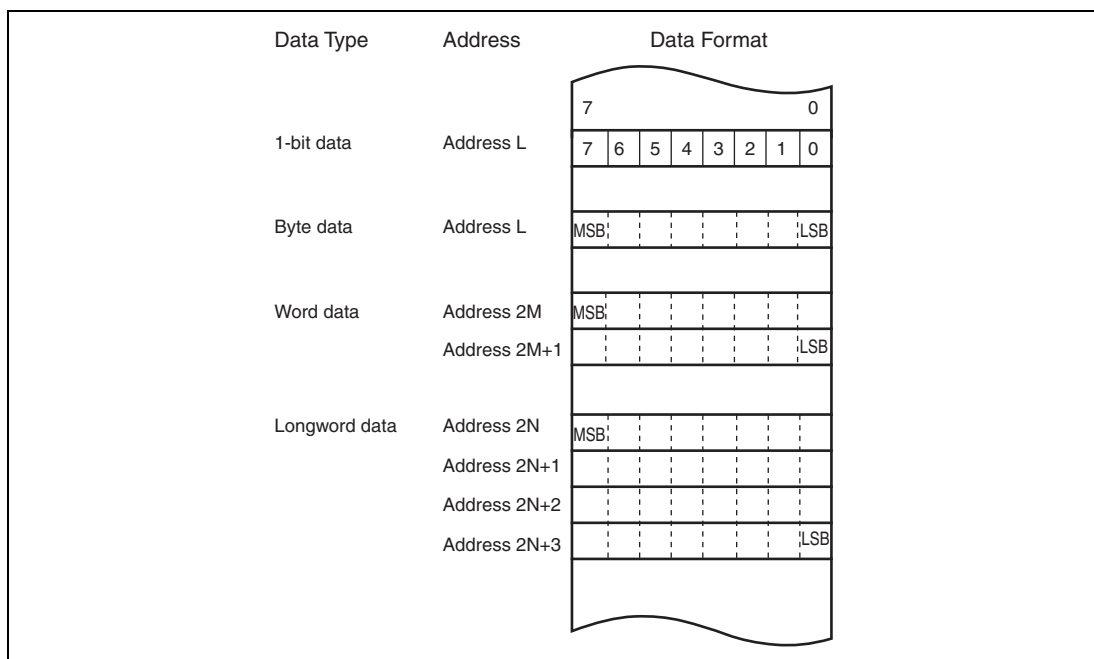 Data Type Address Data Format
7 0
1-bit data Address L 7 6 5 4 3 2 1 0
Byte data Address L MSB LSB
Word data Address 2M MSB
Address 2M+1 LSB
Longword data Address 2N MSB
Address 2N+1
Address 2N+2
Address 2N+3 LSB